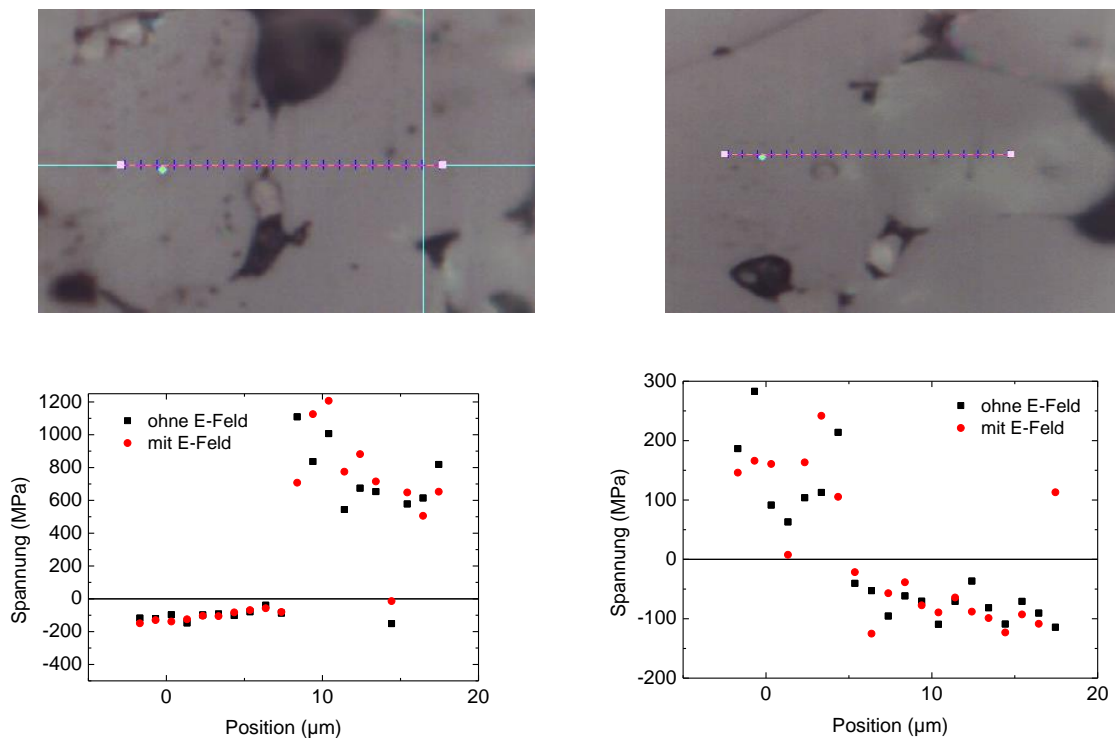 1200
1000
800
600
400
200
0
-200
-400
Spannung (MPa)
ohne E-Feld
mit E-Feld
0
10
20
Position (µm)
300
200
100
0
-100
-200
Spannung (MPa)
ohne E-Feld
mit E-Feld
0
10
20
Position (µm)